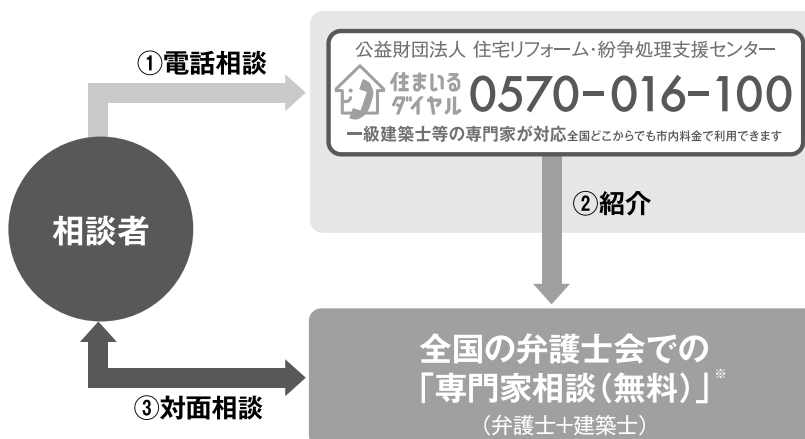 ①電話相談
公益財団法人 住宅リフォーム・紛争処理支援センター
住まいる
ダイヤル
0570-016-100
一級建築士等の専門家が対応 全国どこからでも市内料金で利用できます
②紹介
相談者
全国の弁護士会での
「専門家相談(無料)」※
(弁護士+建築士)
③対面相談